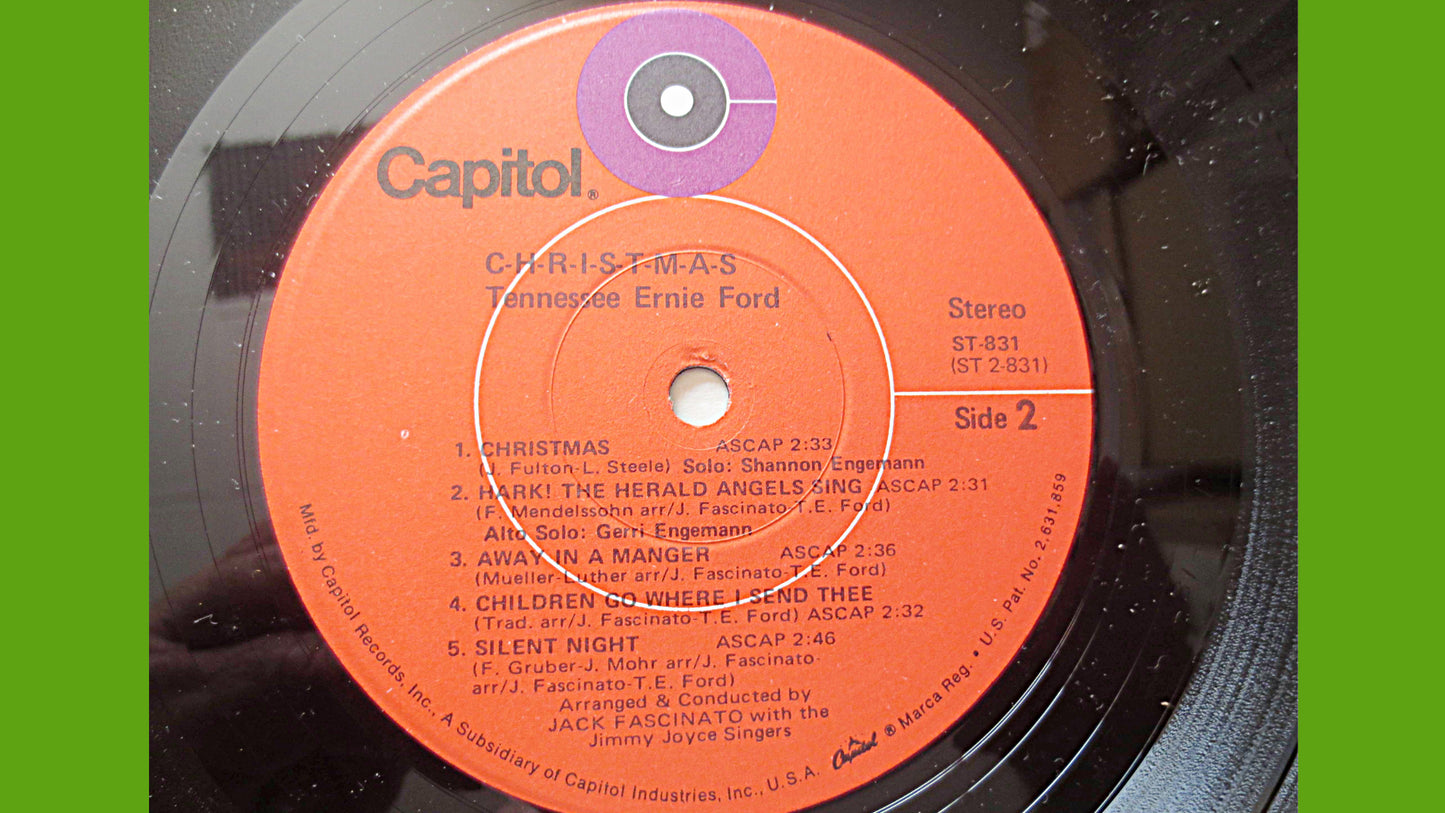 Capitol®
C-H-R-I-S-T-M-A-S
Tennessee Ernie Ford
Stereo
ST-831
(ST 2-831)
Side 2
1. CHRISTMAS ASCAP 2:33
(J. Fulton-L. Steele) Solo: Shannon Engemann
2. HARK! THE HERALD ANGELS SING ASCAP 2:31
(F. Mendelssohn arr/J. Fascinato-T.E. Ford)
Alto Solo: Gerri Engemann
3. AWAY IN A MANGER ASCAP 2:36
(Mueller-Luther arr/J. Fascinato-T.E. Ford)
4. CHILDREN GO WHERE I SEND THEE
(Trad. arr/J. Fascinato-T.E. Ford) ASCAP 2:32
5. SILENT NIGHT ASCAP 2:46
(F. Gruber-J. Mohr arr/J. Fascinato-
arr/J. Fascinato-T.E. Ford)
Arranged & Conducted by
JACK FASCINATO with the
Jimmy Joyce Singers
Mfd. by Capitol Records, Inc., A Subsidiary of Capitol Industries, Inc., U.S.A. Capitol ® Marca Reg. • U.S. Pat. No. 2.631.859